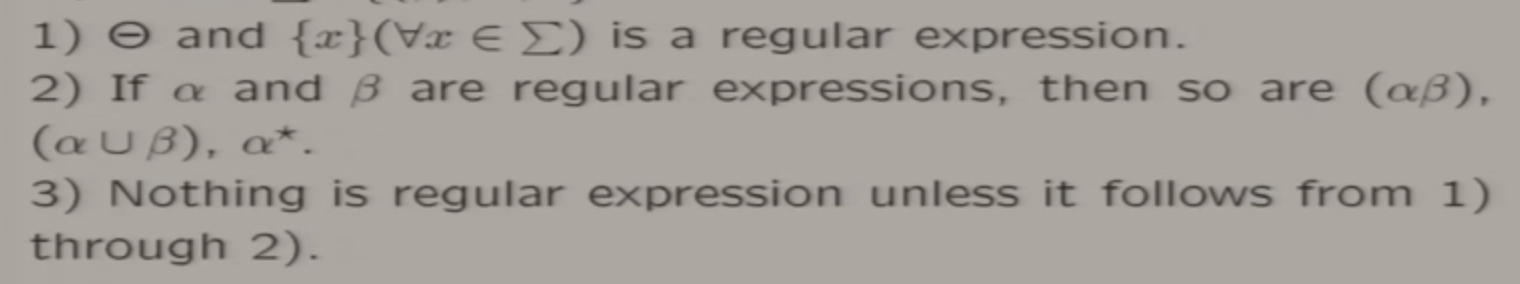 1) ⊖ and {x}(∀x ∈ ∑) is a regular expression.
2) If α and β are regular expressions, then so are (αβ),
(α ∪ β), α⋆.
3) Nothing is regular expression unless it follows from 1)
through 2).